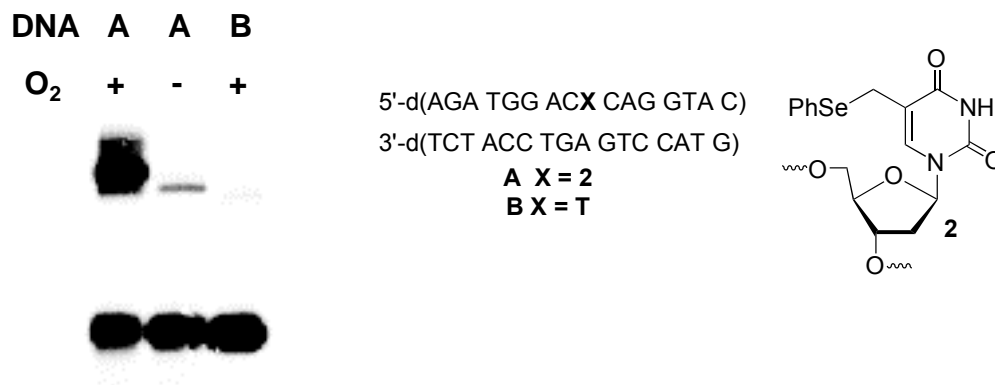 DNA A A B
O₂ + - +
5'-d(AGA TGG ACX CAG GTA C)
3'-d(TCT ACC TGA GTC CAT G)
A X = 2
B X = T
O
PhSe
NH
N
O
O
O
2
O